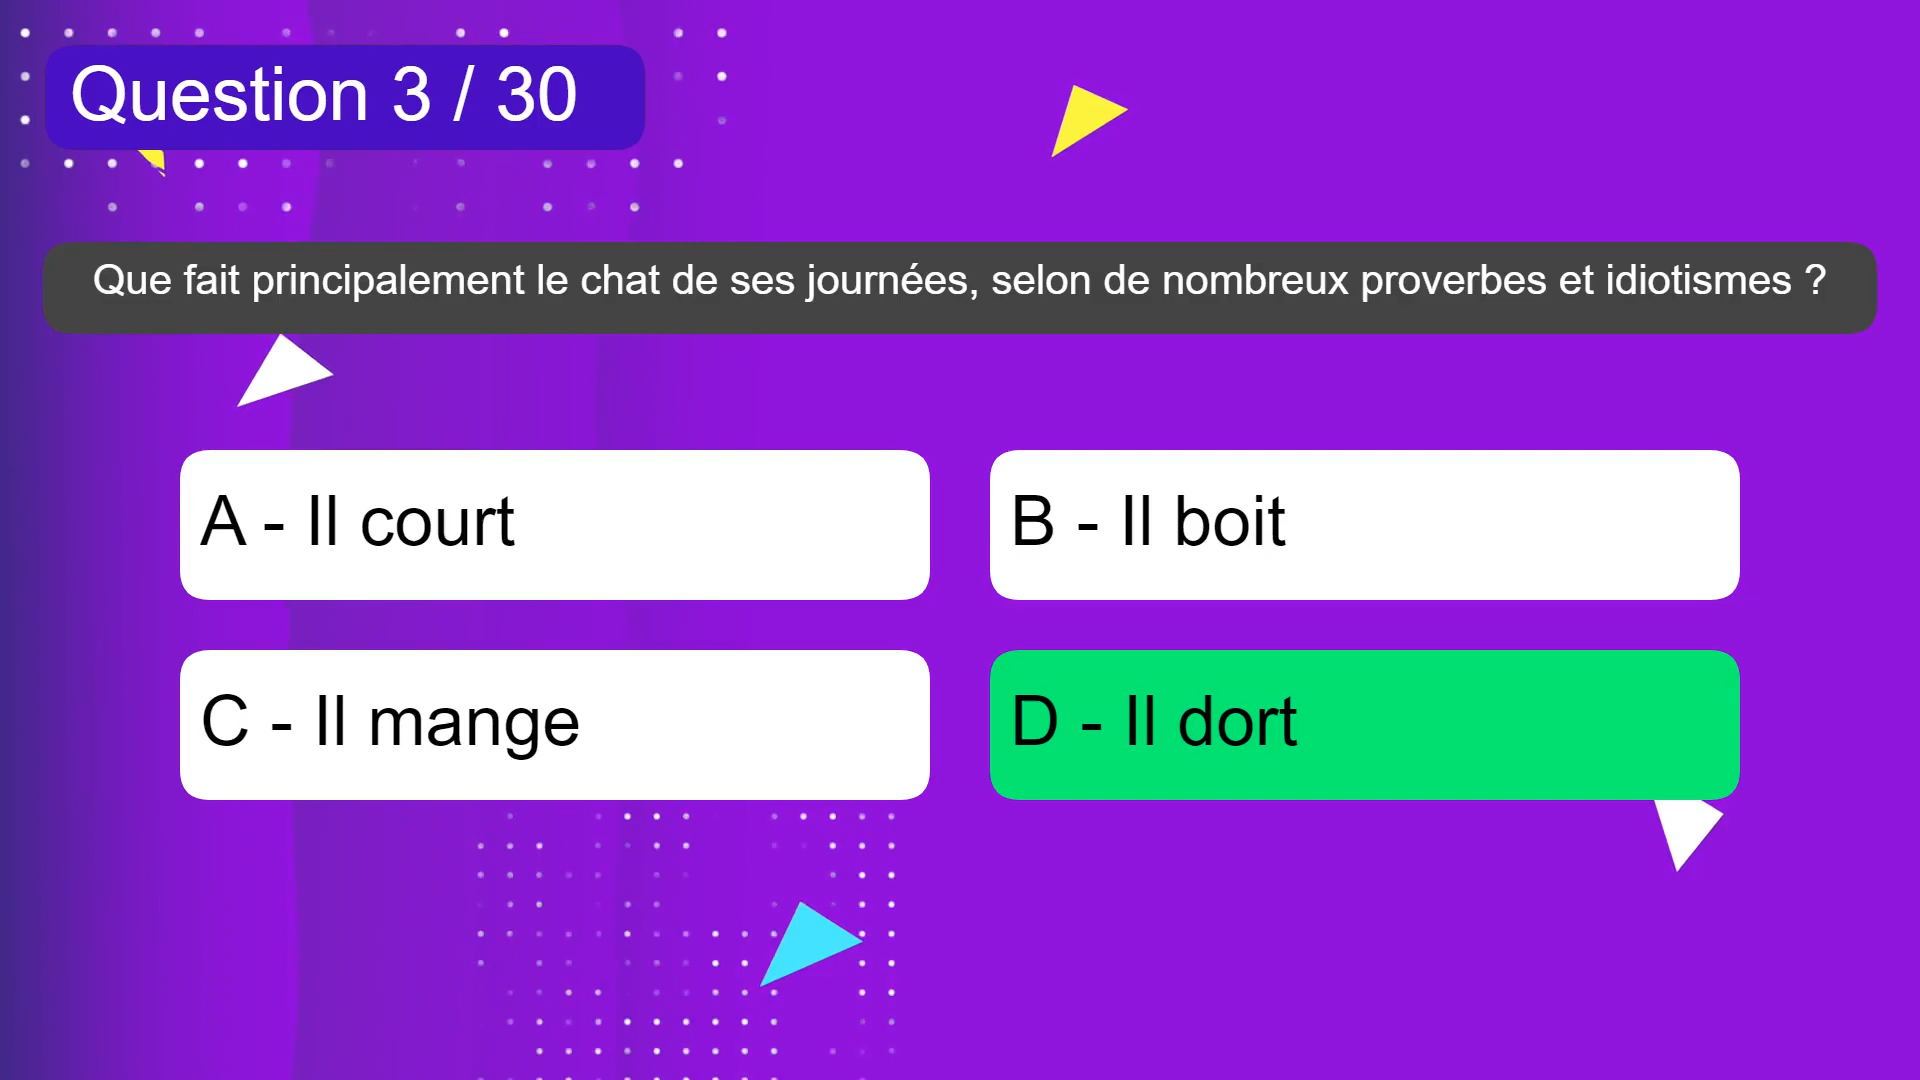 Question 3 / 30
Que fait principalement le chat de ses journées, selon de nombreux proverbes et idiotismes ?
A - Il court
B - Il boit
C - Il mange
D - Il dort